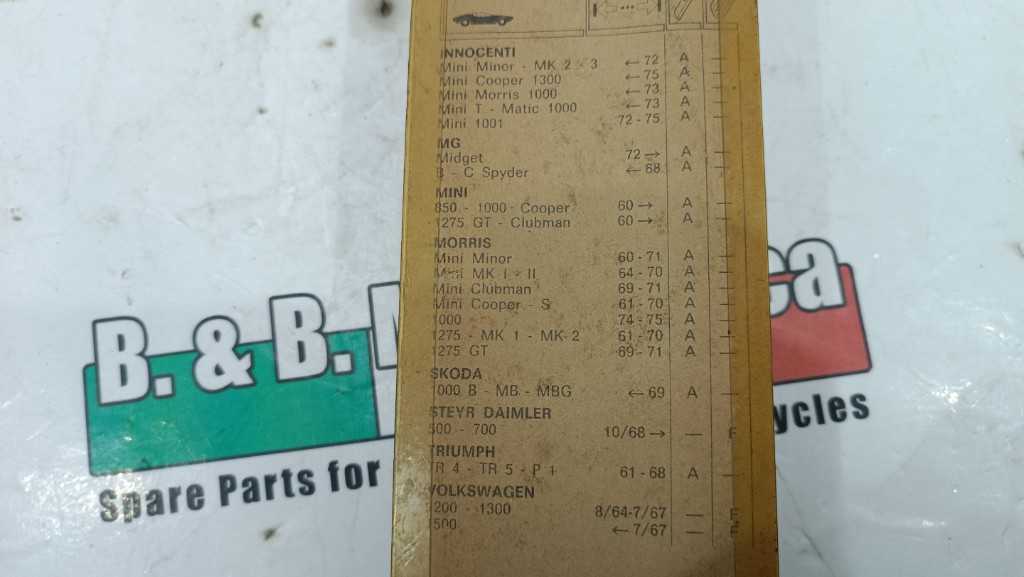 INNOCENTI
Mini Minor - MK 2 - 3 ← 72 A —
Mini Cooper 1300 ← 75 A —
Mini Morris 1000 ← 73 A —
Mini T - Matic 1000 ← 73 A —
Mini 1001 72 - 75 A —
MG
Midget 72 → A —
B - C Spyder ← 68 A —
MINI
850 - 1000 - Cooper 60 → A —
1275 GT - Clubman 60 → A —
MORRIS
Mini Minor 60 - 71 A —
Mini MK I - II 64 - 70 A —
Mini Clubman 69 - 71 A —
Mini Cooper - S 61 - 70 A —
1000 74 - 75 A —
1275 - MK 1 - MK 2 61 - 70 A —
1275 GT 69 - 71 A —
SKODA
1000 B - MB - MBG ← 69 A —
STEYR DAIMLER
500 - 700 10/68 → — F
TRIUMPH
TR 4 - TR 5 - P I 61 - 68 A —
VOLKSWAGEN
1200 - 1300 8/64-7/67 — F
1500 ← 7/67 — F
B. & B.
Spare Parts for
ycles